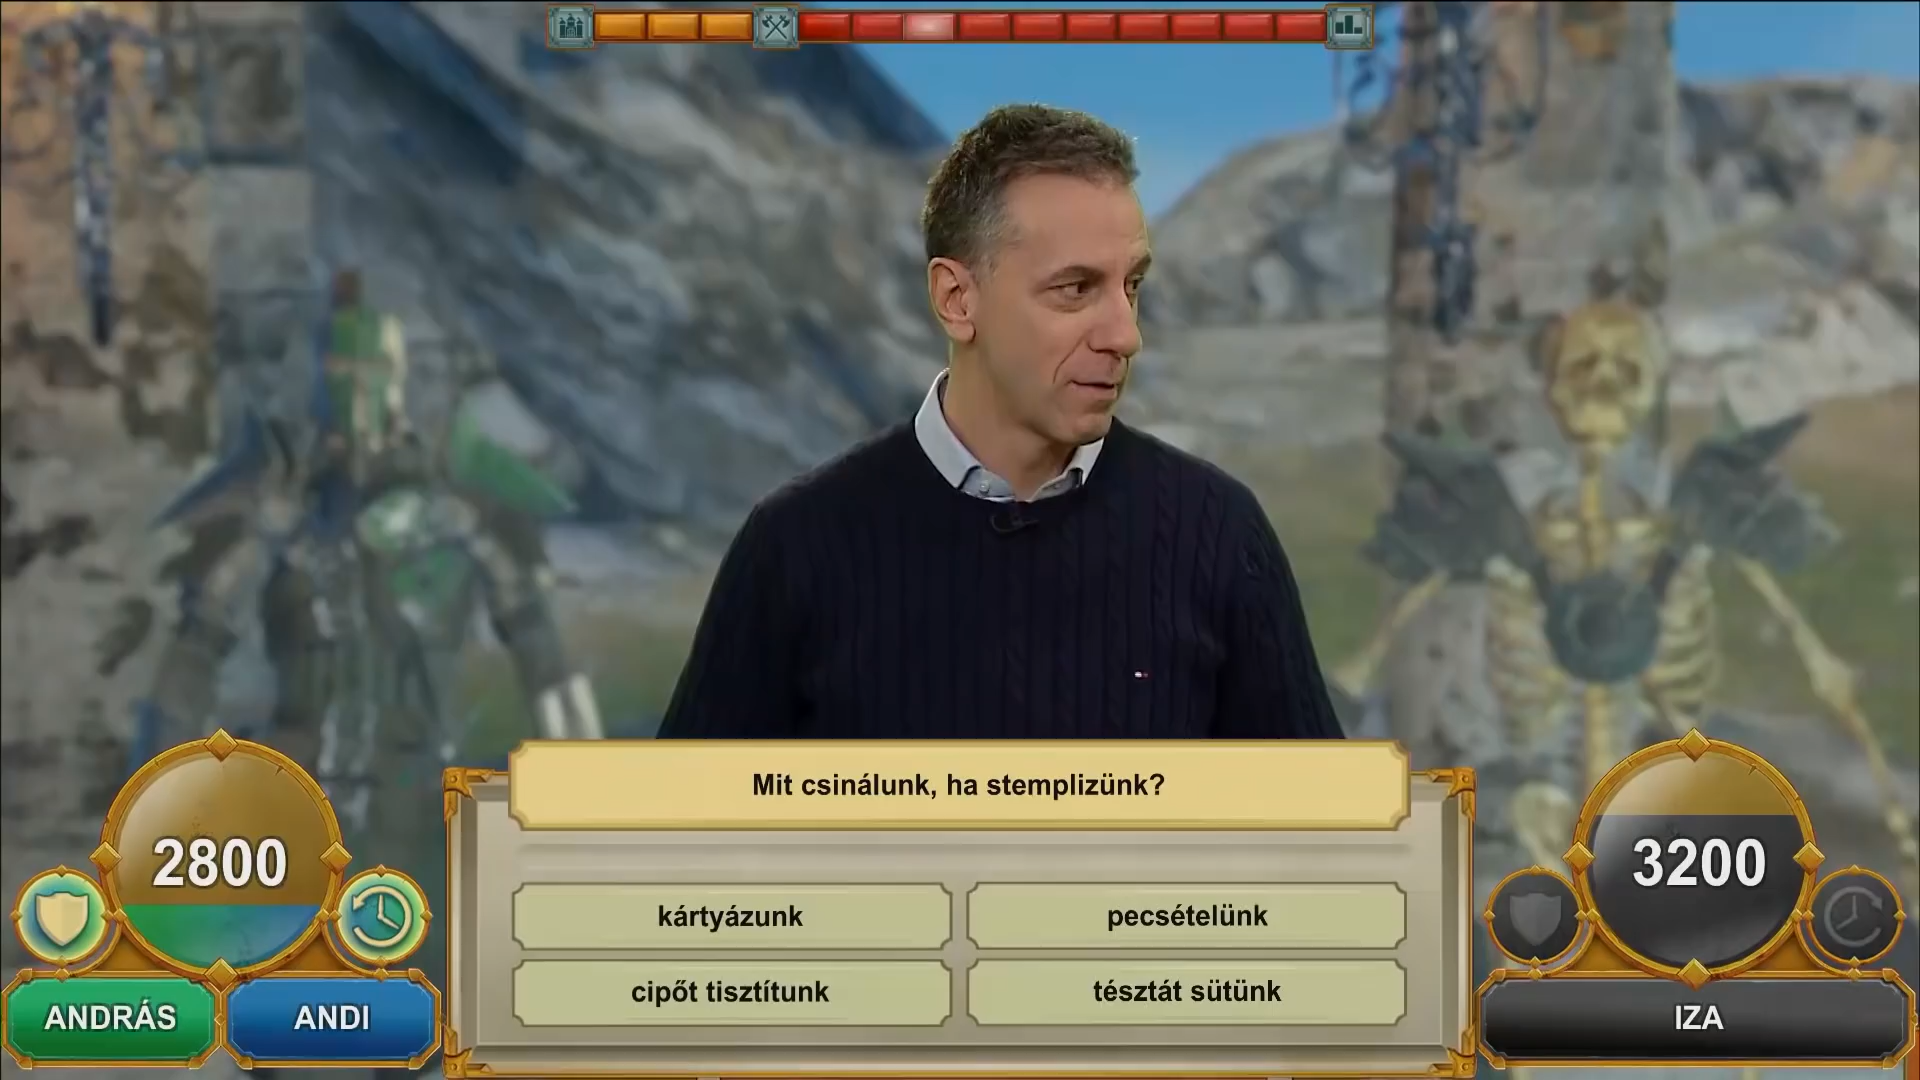 Mit csinálunk, ha stemplizünk?
kártyázunk
pecsételünk
cipőt tisztítunk
tésztát sütünk
2800
ANDRÁS
ANDI
3200
IZA